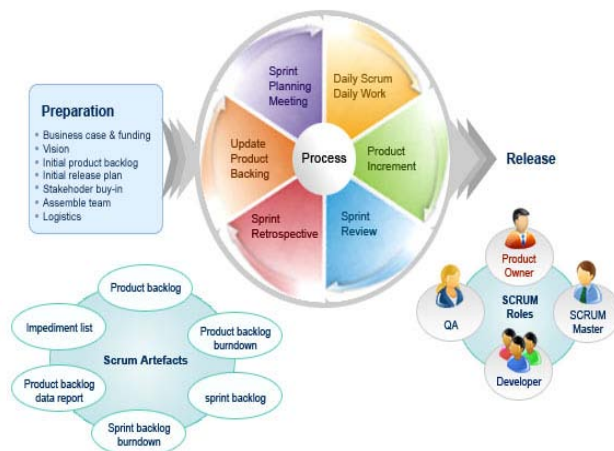 Preparation
Business case & funding
Vision
Initial product backlog
Initial release plan
Stakehoder buy-in
Assemble team
Logistics
Sprint
Planning
Meeting
Daily Scrum
Daily Work
Update
Product
Backing
Process
Product
Increment
Sprint
Retrospective
Sprint
Review
Release
Product backlog
Impediment list
Product backlog
burndown
Scrum Artefacts
Product backlog
data report
sprint backlog
Sprint backlog
burndown
Product
Owner
SCRUM
Roles
QA
SCRUM
Master
Developer